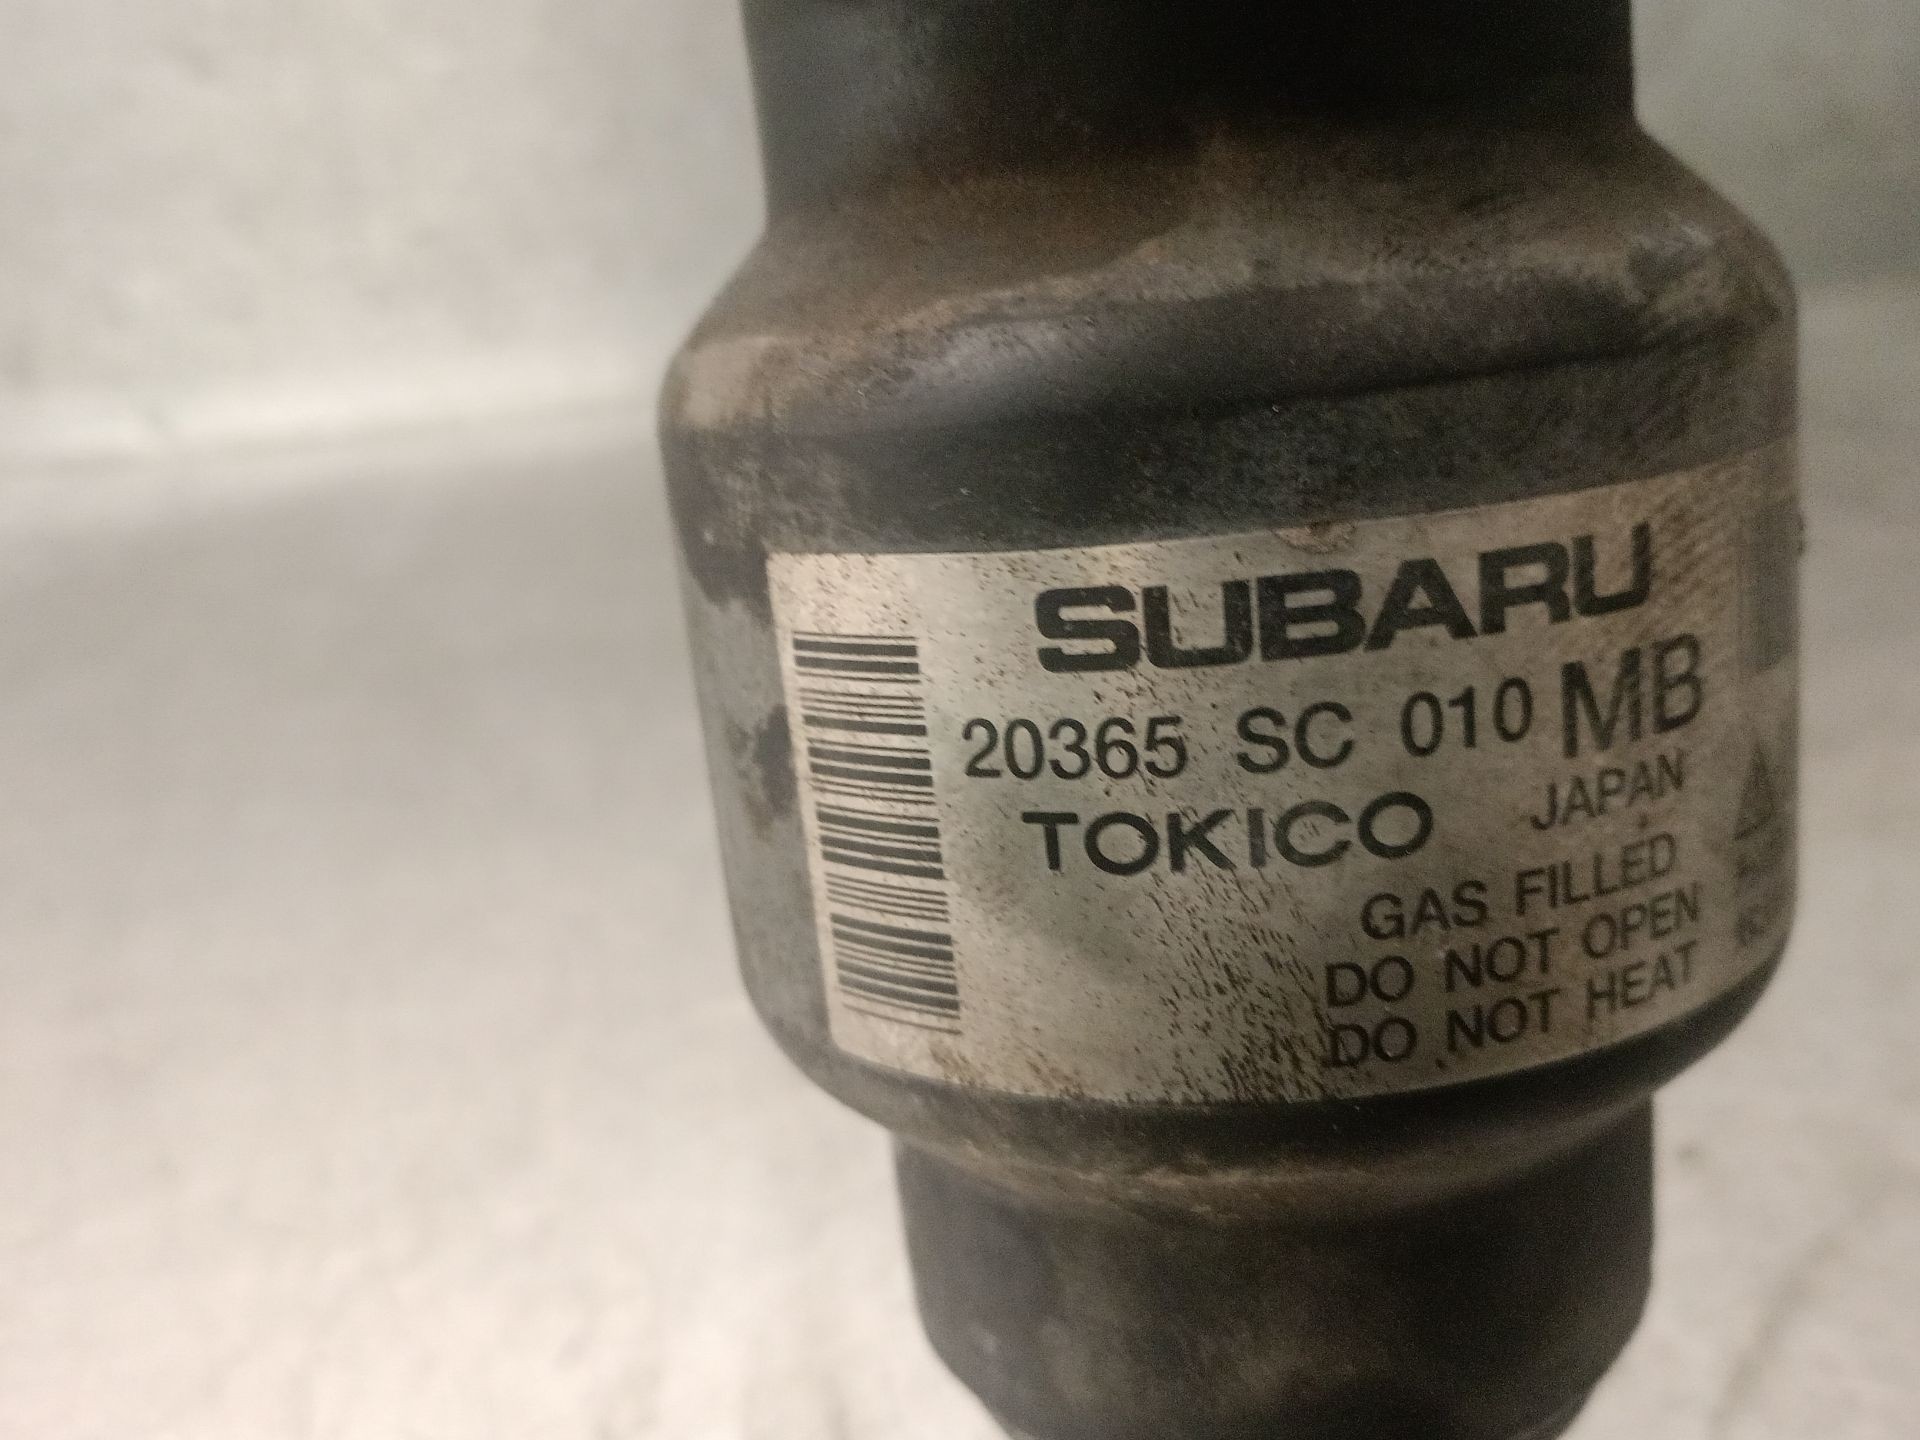 SUBARU
20365 SC 010 MB
TOKICO JAPAN
GAS FILLED
DO NOT OPEN
DO NOT HEAT